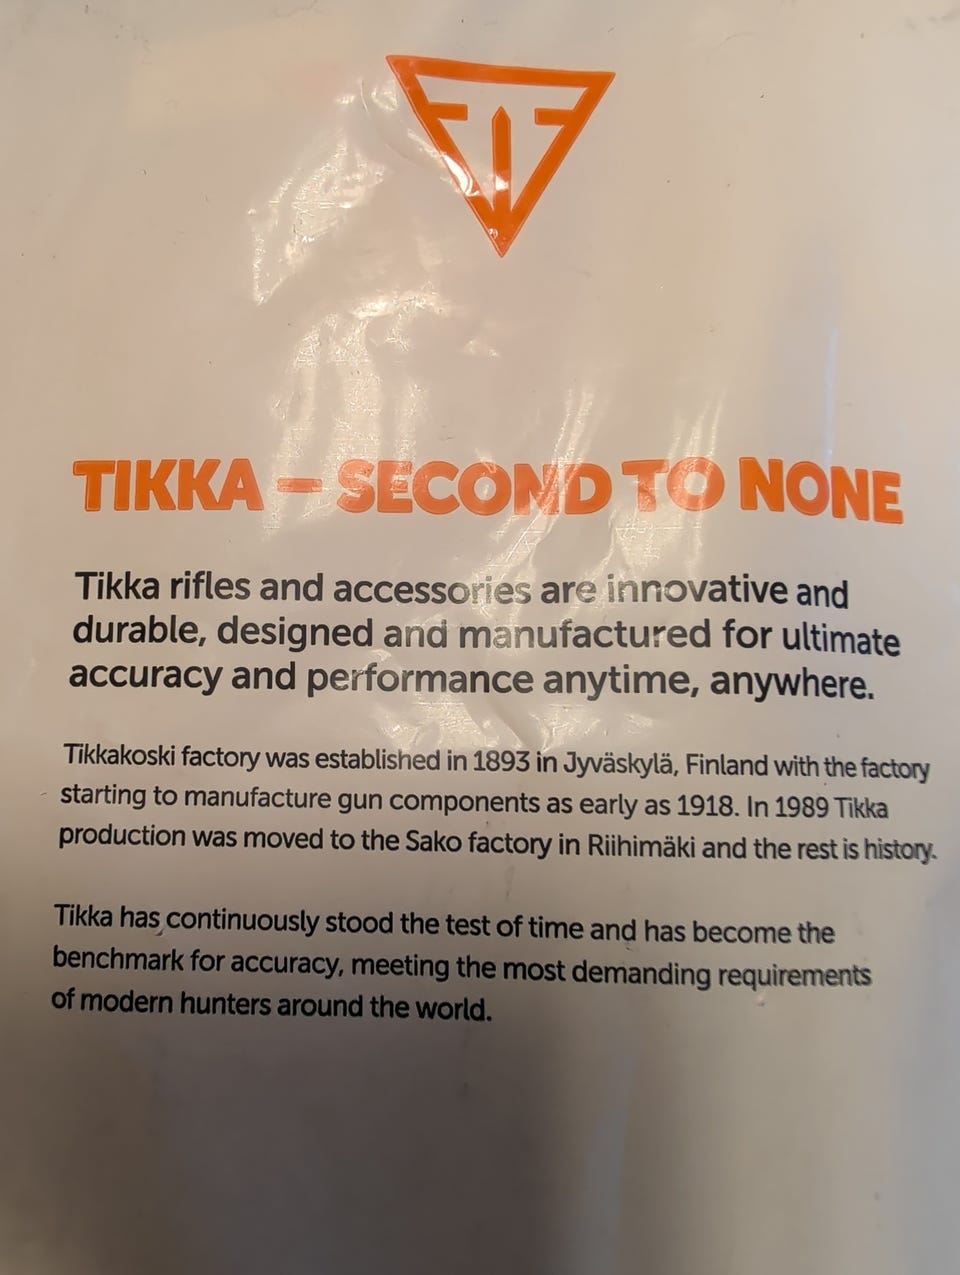 TIKKA – SECOND TO NONE
Tikka rifles and accessories are innovative and
durable, designed and manufactured for ultimate
accuracy and performance anytime, anywhere.
Tikkakoski factory was established in 1893 in Jyväskylä, Finland with the factory
starting to manufacture gun components as early as 1918. In 1989 Tikka
production was moved to the Sako factory in Riihimäki and the rest is history.
Tikka has continuously stood the test of time and has become the
benchmark for accuracy, meeting the most demanding requirements
of modern hunters around the world.